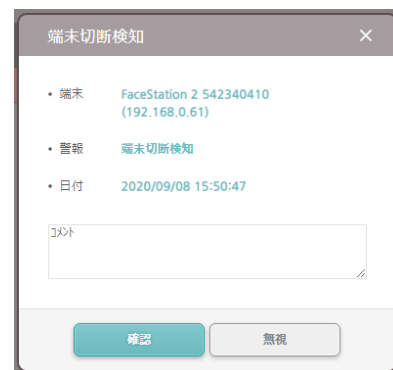 端末切断検知
• 端末 FaceStation 2 542340410
(192.168.0.61)
• 警報 端末切断検知
• 日付 2020/09/08 15:50:47
コメント
確認 無視